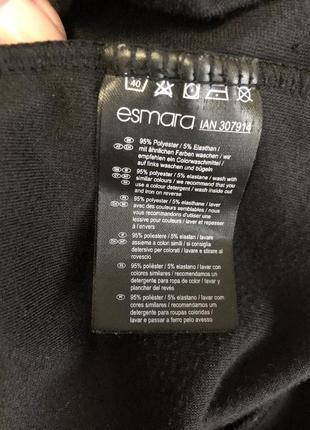 40
esmara IAN 307914
95% Polyester / 5% Elasthan /
mit ähnlichen Farben waschen / wir
empfehlen ein Colorwaschmittel /
auf links waschen und bügeln
95% polyester / 5% elastane / wash with
similar colours / we recommend that you
use a colour detergent / wash inside out
and iron on reverse
95% polyester / 5% élasthanne / laver
avec des couleurs semblables / nous
vous recommandons d'utiliser une
lessive pour couleurs / laver et repasser
à l'envers
95% poliestere / 5% elastan / lavare
assieme a colori simili / si consiglia
detersivo per colorati / lavare e stirare al
rovescio
95% poliéster / 5% elastano / lavar con
colores similares / recomendamos un
detergente para ropa de color / lavar y
planchar del revés
95% poliéster / 5% elastano / lavar com
cores similares / recomendamos um
detergente para roupas coloridas /
lavar e passar a ferro pelo avesso